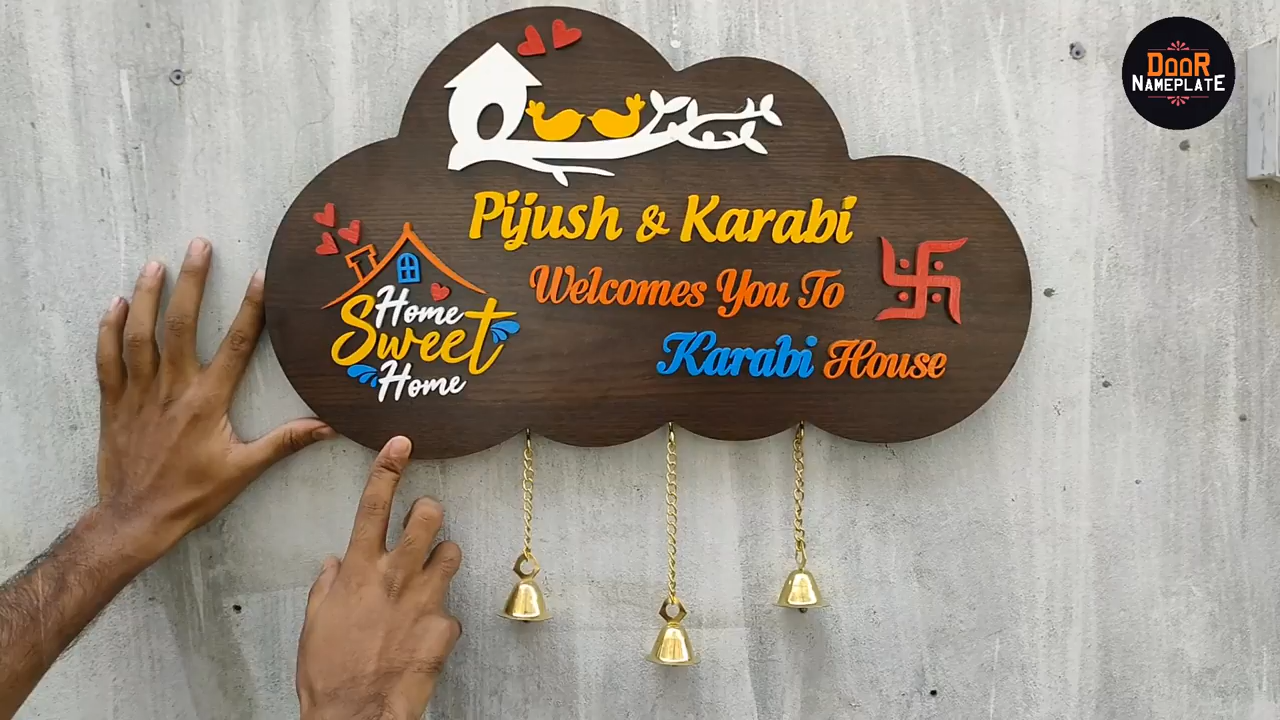 DooR
NAMEPLATE
Pijush & Karabi
Welcomes You To
Karabi House
Home
Sweet
Home